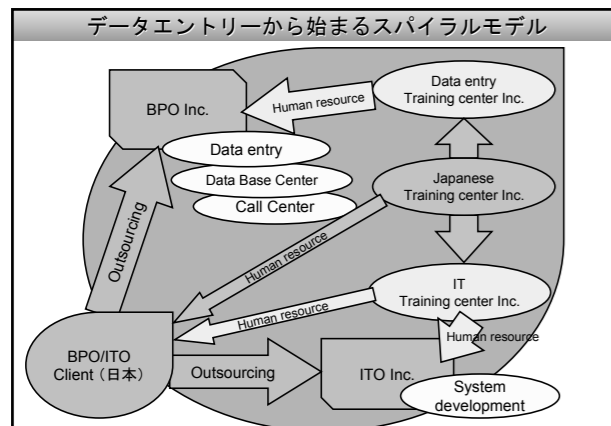 データエントリーから始まるスパイラルモデル
BPO Inc.
Human resource
Data entry
Training center Inc.
Data entry
Data Base Center
Call Center
Japanese
Training center Inc.
Outsourcing
Human resource
IT
Training center Inc.
Human resource
Human resource
BPO/ITO
Client（日本）
Outsourcing
ITO Inc.
System
development